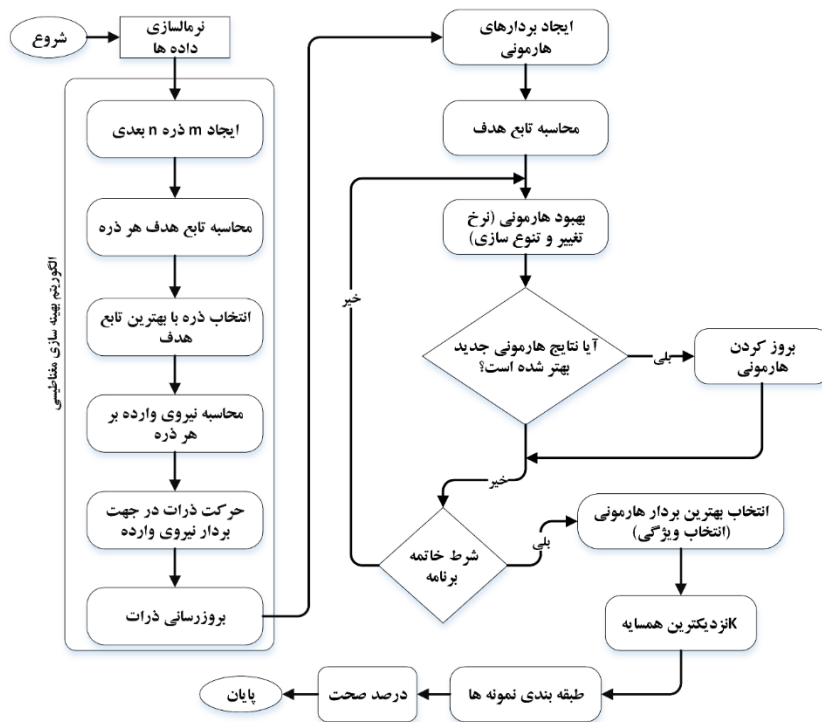 شروع
نرمالسازی
داده ها
الگوریتم بهینه سازی مغناطیسی
ایجاد m ذره n بعدی
محاسبه تابع هدف هر ذره
انتخاب ذره با بهترین تابع
هدف
محاسبه نیروی وارده بر
هر ذره
حرکت ذرات در جهت
بردار نیروی وارده
بروزرسانی ذرات
ایجاد بردارهای
هارمونی
محاسبه تابع هدف
بهبود هارمونی (نرخ
تغییر و تنوع سازی)
آیا نتایج هارمونی جدید
بهتر شده است؟
بلی
بروز کردن
هارمونی
خیر
شرط خاتمه
برنامه
خیر
بلی
انتخاب بهترین بردار هارمونی
(انتخاب ویژگی)
Kنزدیکترین همسایه
طبقه بندی نمونه ها
درصد صحت
پایان